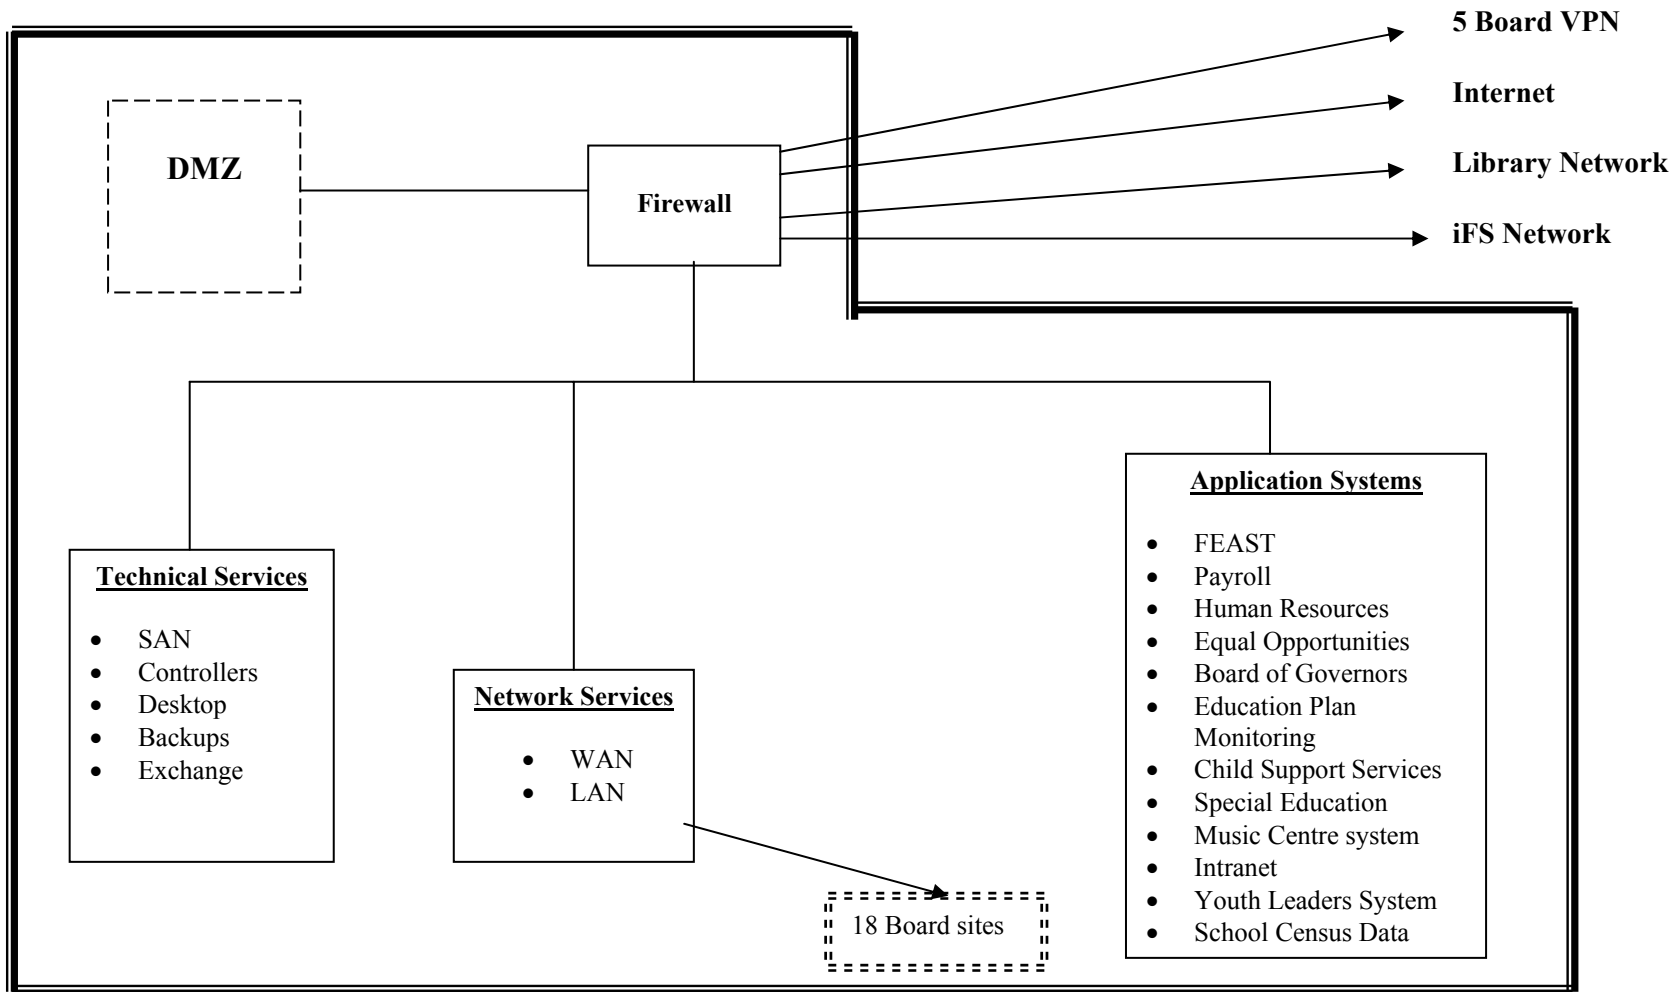 5 Board VPN
Internet
Library Network
iFS Network
DMZ
Firewall
Technical Services
• SAN
• Controllers
• Desktop
• Backups
• Exchange
Network Services
• WAN
• LAN
18 Board sites
Application Systems
• FEAST
• Payroll
• Human Resources
• Equal Opportunities
• Board of Governors
• Education Plan
Monitoring
• Child Support Services
• Special Education
• Music Centre system
• Intranet
• Youth Leaders System
• School Census Data